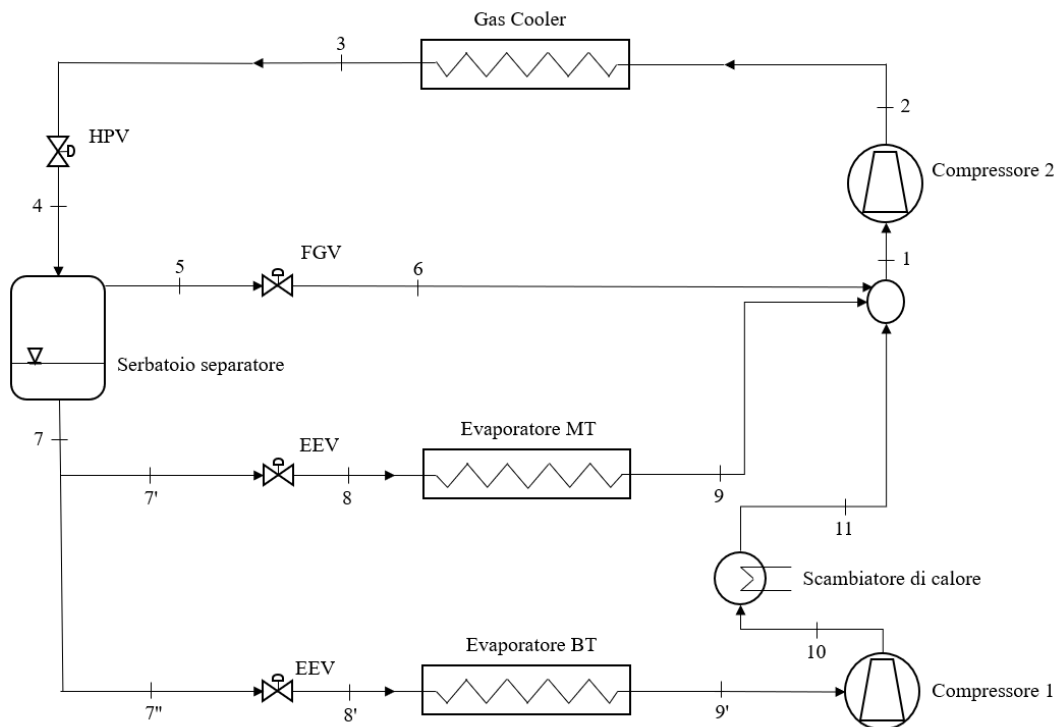 Gas Cooler
3
2
HPV
Compressore 2
4
1
5
FGV
6
Serbatoio separatore
7
EEV
Evaporatore MT
7'
8
9
11
Scambiatore di calore
10
EEV
Evaporatore BT
7"
8'
9'
Compressore 1